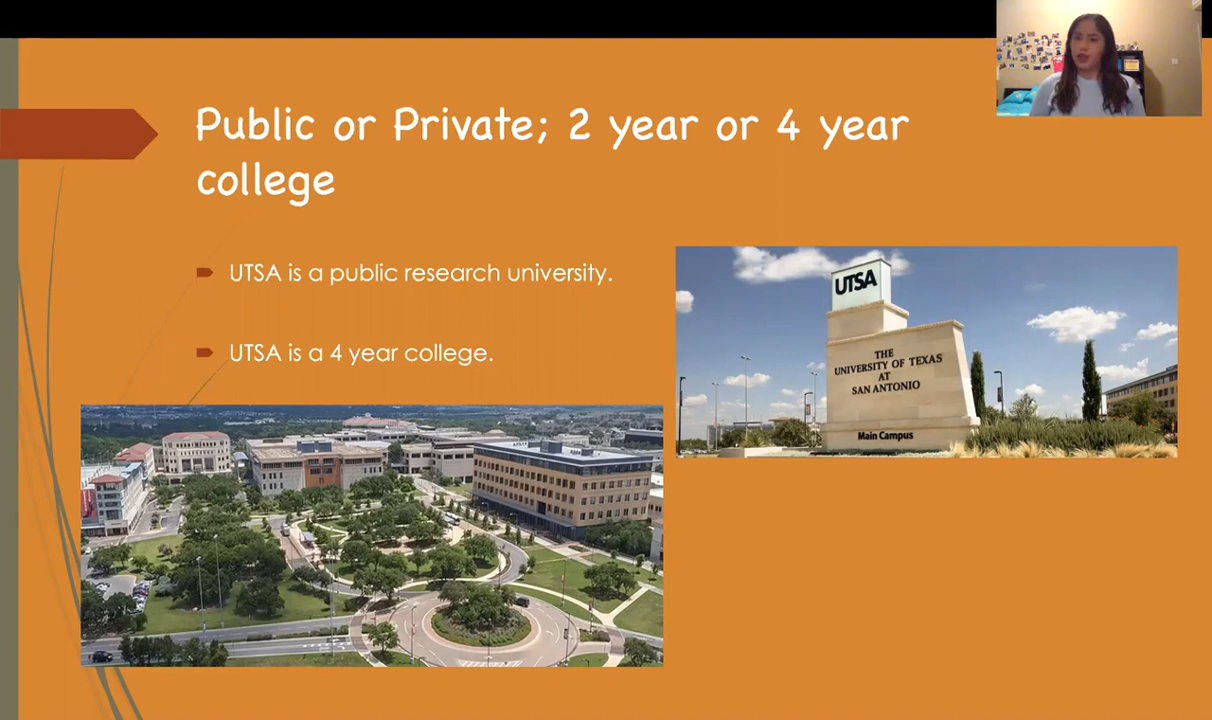 Public or Private; 2 year or 4 year
college
UTSA is a public research university.
UTSA is a 4 year college.
UTSA
THE
UNIVERSITY OF TEXAS
AT
SAN ANTONIO
Main Campus